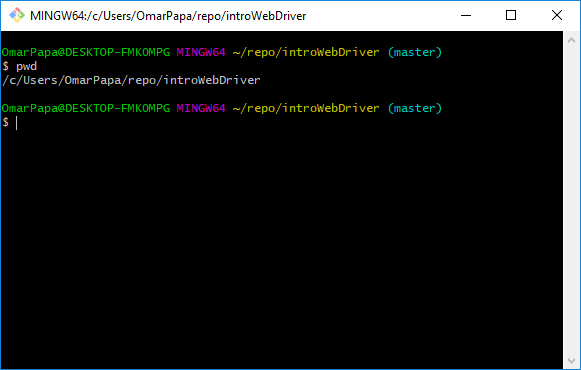 MINGW64:/c/Users/OmarPapa/repo/introWebDriver
OmarPapa@DESKTOP-FMKOMPG MINGW64 ~/repo/introWebDriver (master)
$ pwd
/c/Users/OmarPapa/repo/introWebDriver
OmarPapa@DESKTOP-FMKOMPG MINGW64 ~/repo/introWebDriver (master)
$